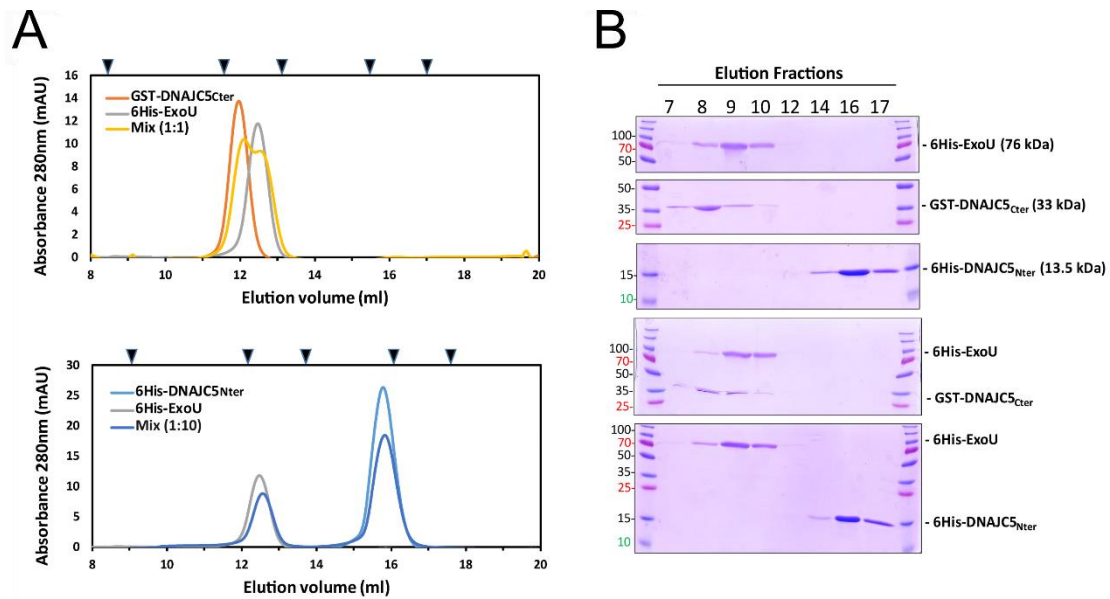 A
16
14
12
10
8
6
4
2
0
Absorbance 280nm (mAU)
GST-DNAJC5Cter
6His-ExoU
Mix (1:1)
8 10 12 14 16 18 20
Elution volume (ml)
30
25
20
15
10
5
0
Absorbance 280nm (mAU)
6His-DNAJC5Nter
6His-ExoU
Mix (1:10)
8 10 12 14 16 18 20
Elution volume (ml)
B
Elution Fractions
7 8 9 10 12 14 16 17
100-
70-
50-
- 6His-ExoU (76 kDa)
50-
35-
25-
- GST-DNAJC5Cter (33 kDa)
15-
10-
- 6His-DNAJC5Nter (13.5 kDa)
100-
70-
50-
35-
25-
- 6His-ExoU
- GST-DNAJC5Cter
100-
70-
50-
35-
25-
15-
10
- 6His-ExoU
- 6His-DNAJC5Nter